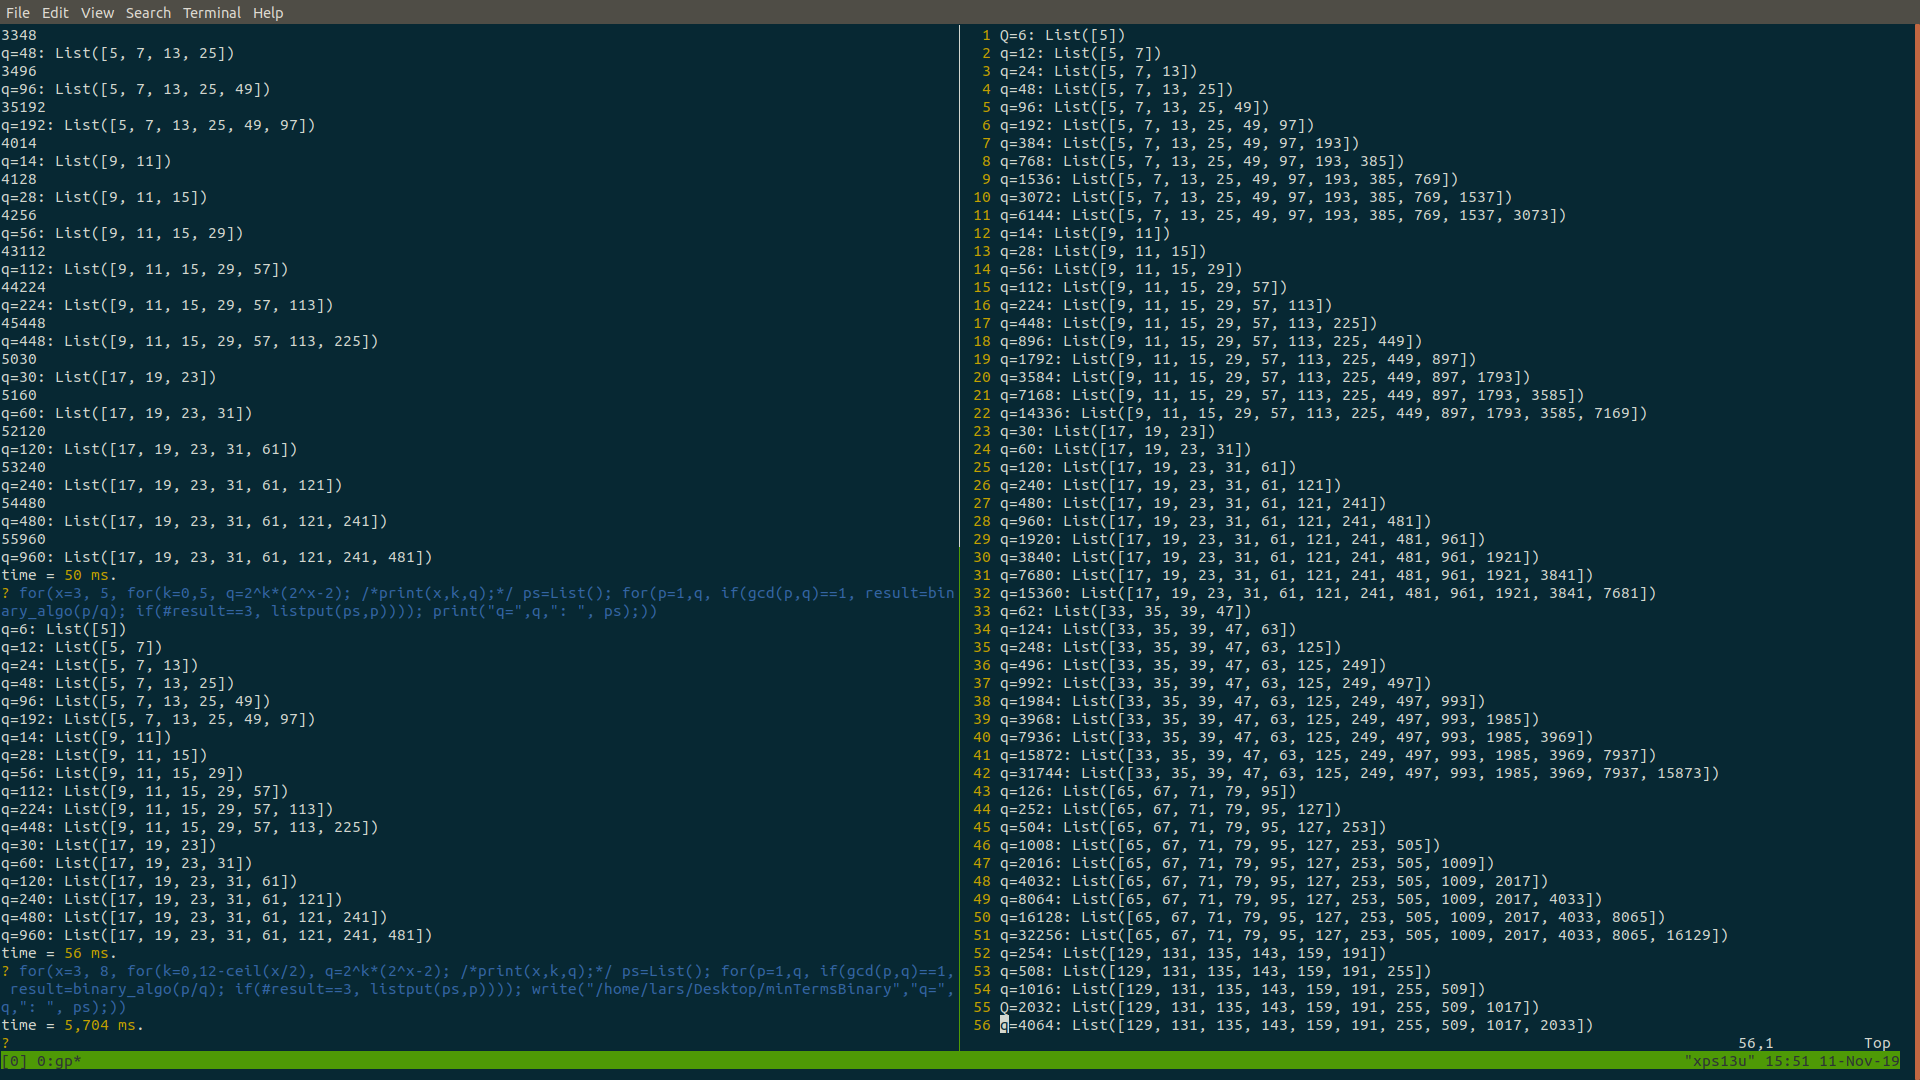 File Edit View Search Terminal Help
3348
q=48: List([5, 7, 13, 25])
3496
q=96: List([5, 7, 13, 25, 49])
35192
q=192: List([5, 7, 13, 25, 49, 97])
4014
q=14: List([9, 11])
4128
q=28: List([9, 11, 15])
4256
q=56: List([9, 11, 15, 29])
43112
q=112: List([9, 11, 15, 29, 57])
44224
q=224: List([9, 11, 15, 29, 57, 113])
45448
q=448: List([9, 11, 15, 29, 57, 113, 225])
5030
q=30: List([17, 19, 23])
5160
q=60: List([17, 19, 23, 31])
52120
q=120: List([17, 19, 23, 31, 61])
53240
q=240: List([17, 19, 23, 31, 61, 121])
54480
q=480: List([17, 19, 23, 31, 61, 121, 241])
55960
q=960: List([17, 19, 23, 31, 61, 121, 241, 481])
time = 50 ms.
? for(x=3, 5, for(k=0,5, q=2^k*(2^x-2); /*print(x,k,q);*/ ps=List(); for(p=1,q, if(gcd(p,q)==1, result=bin
ary_algo(p/q); if(#result==3, listput(ps,p)))); print("q=",q,": ", ps);))
q=6: List([5])
q=12: List([5, 7])
q=24: List([5, 7, 13])
q=48: List([5, 7, 13, 25])
q=96: List([5, 7, 13, 25, 49])
q=192: List([5, 7, 13, 25, 49, 97])
q=14: List([9, 11])
q=28: List([9, 11, 15])
q=56: List([9, 11, 15, 29])
q=112: List([9, 11, 15, 29, 57])
q=224: List([9, 11, 15, 29, 57, 113])
q=448: List([9, 11, 15, 29, 57, 113, 225])
q=30: List([17, 19, 23])
q=60: List([17, 19, 23, 31])
q=120: List([17, 19, 23, 31, 61])
q=240: List([17, 19, 23, 31, 61, 121])
q=480: List([17, 19, 23, 31, 61, 121, 241])
q=960: List([17, 19, 23, 31, 61, 121, 241, 481])
time = 56 ms.
? for(x=3, 8, for(k=0,12-ceil(x/2), q=2^k*(2^x-2); /*print(x,k,q);*/ ps=List(); for(p=1,q, if(gcd(p,q)==1,
 result=binary_algo(p/q); if(#result==3, listput(ps,p)))); write("/home/lars/Desktop/minTermsBinary","q=",
q,": ", ps);))
time = 5,704 ms.
?
1 Q=6: List([5])
2 q=12: List([5, 7])
3 q=24: List([5, 7, 13])
4 q=48: List([5, 7, 13, 25])
5 q=96: List([5, 7, 13, 25, 49])
6 q=192: List([5, 7, 13, 25, 49, 97])
7 q=384: List([5, 7, 13, 25, 49, 97, 193])
8 q=768: List([5, 7, 13, 25, 49, 97, 193, 385])
9 q=1536: List([5, 7, 13, 25, 49, 97, 193, 385, 769])
10 q=3072: List([5, 7, 13, 25, 49, 97, 193, 385, 769, 1537])
11 q=6144: List([5, 7, 13, 25, 49, 97, 193, 385, 769, 1537, 3073])
12 q=14: List([9, 11])
13 q=28: List([9, 11, 15])
14 q=56: List([9, 11, 15, 29])
15 q=112: List([9, 11, 15, 29, 57])
16 q=224: List([9, 11, 15, 29, 57, 113])
17 q=448: List([9, 11, 15, 29, 57, 113, 225])
18 q=896: List([9, 11, 15, 29, 57, 113, 225, 449])
19 q=1792: List([9, 11, 15, 29, 57, 113, 225, 449, 897])
20 q=3584: List([9, 11, 15, 29, 57, 113, 225, 449, 897, 1793])
21 q=7168: List([9, 11, 15, 29, 57, 113, 225, 449, 897, 1793, 3585])
22 q=14336: List([9, 11, 15, 29, 57, 113, 225, 449, 897, 1793, 3585, 7169])
23 q=30: List([17, 19, 23])
24 q=60: List([17, 19, 23, 31])
25 q=120: List([17, 19, 23, 31, 61])
26 q=240: List([17, 19, 23, 31, 61, 121])
27 q=480: List([17, 19, 23, 31, 61, 121, 241])
28 q=960: List([17, 19, 23, 31, 61, 121, 241, 481])
29 q=1920: List([17, 19, 23, 31, 61, 121, 241, 481, 961])
30 q=3840: List([17, 19, 23, 31, 61, 121, 241, 481, 961, 1921])
31 q=7680: List([17, 19, 23, 31, 61, 121, 241, 481, 961, 1921, 3841])
32 q=15360: List([17, 19, 23, 31, 61, 121, 241, 481, 961, 1921, 3841, 7681])
33 q=62: List([33, 35, 39, 47])
34 q=124: List([33, 35, 39, 47, 63])
35 q=248: List([33, 35, 39, 47, 63, 125])
36 q=496: List([33, 35, 39, 47, 63, 125, 249])
37 q=992: List([33, 35, 39, 47, 63, 125, 249, 497])
38 q=1984: List([33, 35, 39, 47, 63, 125, 249, 497, 993])
39 q=3968: List([33, 35, 39, 47, 63, 125, 249, 497, 993, 1985])
40 q=7936: List([33, 35, 39, 47, 63, 125, 249, 497, 993, 1985, 3969])
41 q=15872: List([33, 35, 39, 47, 63, 125, 249, 497, 993, 1985, 3969, 7937])
42 q=31744: List([33, 35, 39, 47, 63, 125, 249, 497, 993, 1985, 3969, 7937, 15873])
43 q=126: List([65, 67, 71, 79, 95])
44 q=252: List([65, 67, 71, 79, 95, 127])
45 q=504: List([65, 67, 71, 79, 95, 127, 253])
46 q=1008: List([65, 67, 71, 79, 95, 127, 253, 505])
47 q=2016: List([65, 67, 71, 79, 95, 127, 253, 505, 1009])
48 q=4032: List([65, 67, 71, 79, 95, 127, 253, 505, 1009, 2017])
49 q=8064: List([65, 67, 71, 79, 95, 127, 253, 505, 1009, 2017, 4033])
50 q=16128: List([65, 67, 71, 79, 95, 127, 253, 505, 1009, 2017, 4033, 8065])
51 q=32256: List([65, 67, 71, 79, 95, 127, 253, 505, 1009, 2017, 4033, 8065, 16129])
52 q=254: List([129, 131, 135, 143, 159, 191])
53 q=508: List([129, 131, 135, 143, 159, 191, 255])
54 q=1016: List([129, 131, 135, 143, 159, 191, 255, 509])
55 Q=2032: List([129, 131, 135, 143, 159, 191, 255, 509, 1017])
56 q=4064: List([129, 131, 135, 143, 159, 191, 255, 509, 1017, 2033])
56,1 Top
[0] 0:gp* "xps13u" 15:51 11-Nov-19